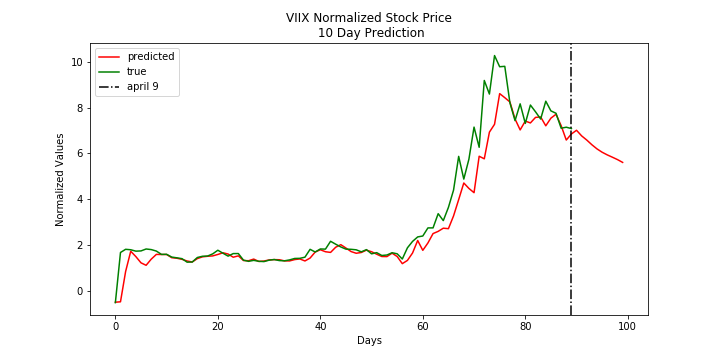 VIIX Normalized Stock Price
10 Day Prediction
predicted
true
april 9
Normalized Values
10
8
6
4
2
0
0
20
40
60
80
100
Days